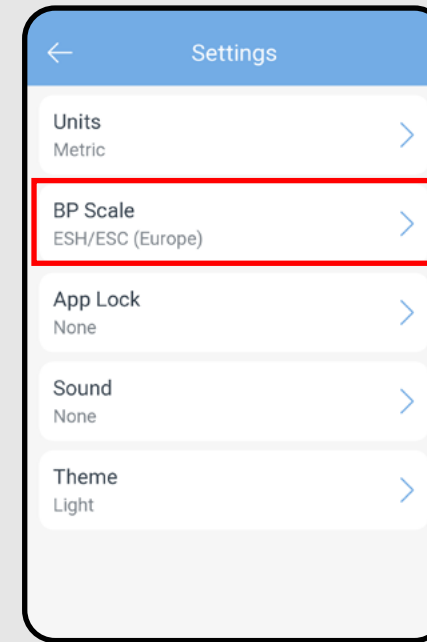 Settings
Units
Metric
BP Scale
ESH/ESC (Europe)
App Lock
None
Sound
None
Theme
Light